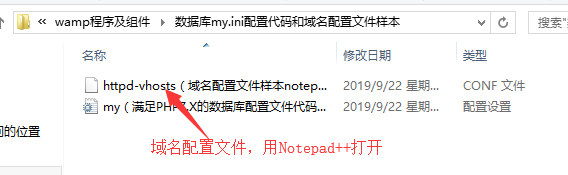 « wamp程序及组件 › 数据库my.ini配置代码和域名配置文件样本
搜索"数
名称 修改日期 类型
httpd-vhosts（域名配置文件样本notep... 2019/9/22 星期... CONF 文件
my（满足PHP7.X的数据库配置文件代码... 2019/9/22 星期... 配置设置
问的位置
域名配置文件，用Notepad++打开